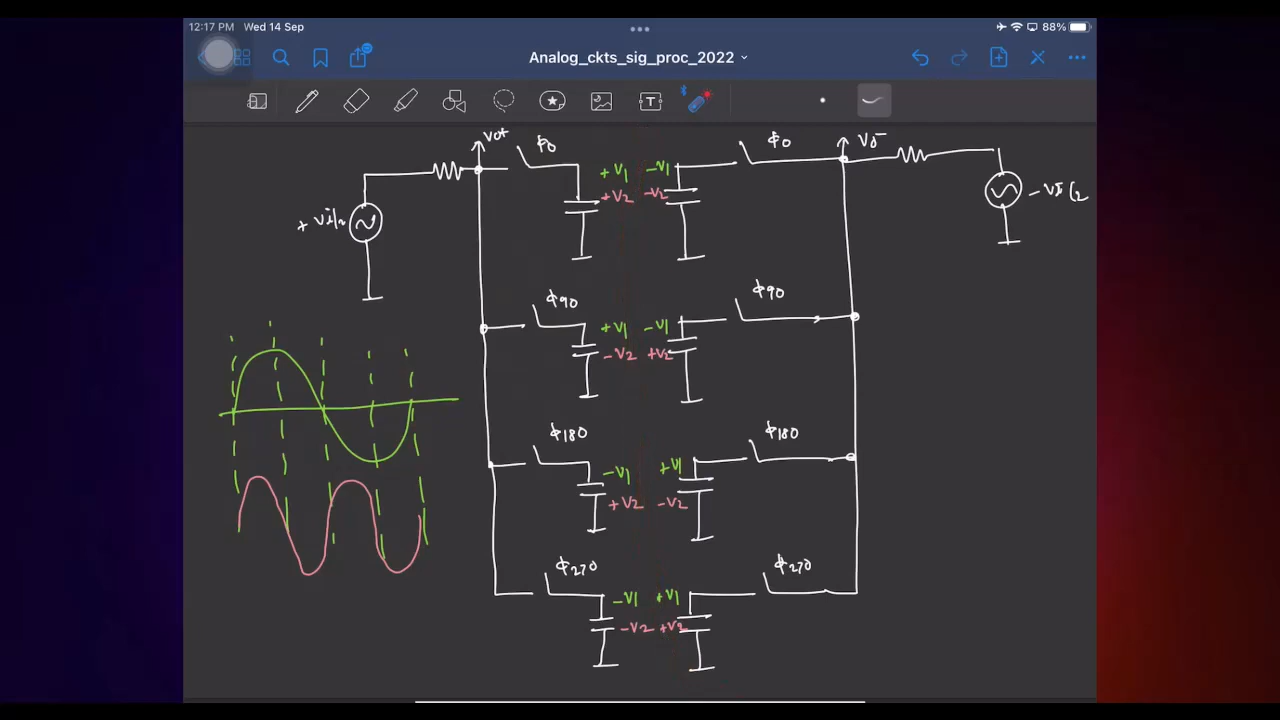 12:17 PM Wed 14 Sep
88%
Analog_ckts_sig_proc_2022
T
Vo+ ϕ0 ϕ0 Vo-
+V1 -V1
+V2 -V2
+ Vi/2 - Vi/2
ϕ90 ϕ90
+V1 -V1
-V2 +V2
ϕ180 ϕ180
-V1 +V1
+V2 -V2
ϕ270 ϕ270
-V1 +V1
-V2 +V2